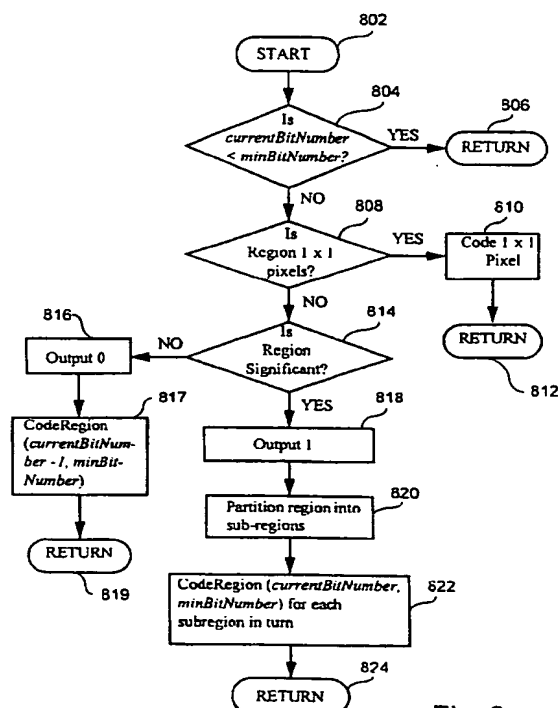 802
START
804
Is
currentBitNumber
< minBitNumber?
YES
806
RETURN
NO
808
Is
Region 1 x 1
pixels?
YES
810
Code 1 x 1
Pixel
RETURN
812
NO
814
Is
Region
Significant?
NO
816
Output 0
817
CodeRegion
(currentBitNum-
ber -1, minBit-
Number)
RETURN
819
YES
818
Output 1
820
Partition region into
sub-regions
CodeRegion (currentBitNumber,
minBitNumber) for each
subregion in turn
822
RETURN
824